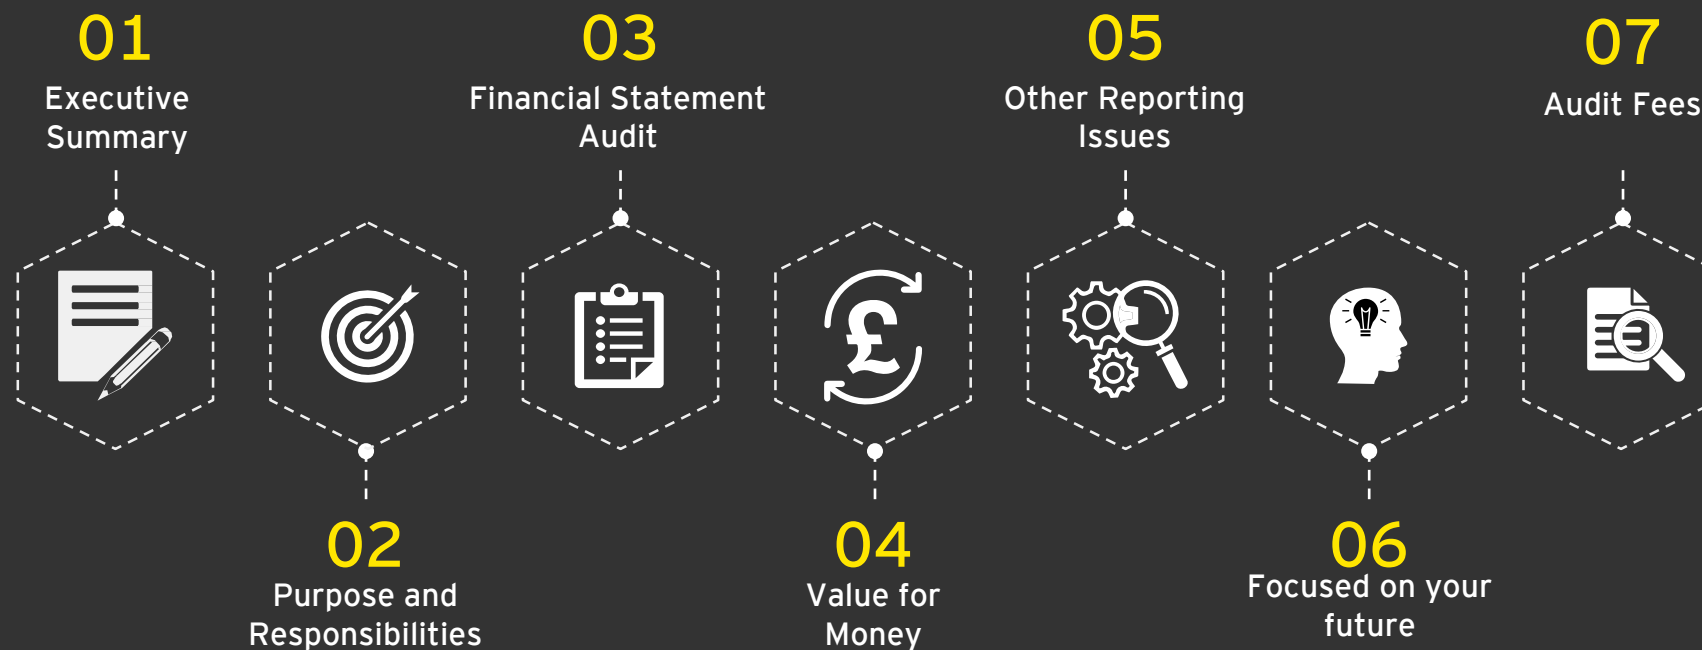 01
Executive
Summary
02
Purpose and
Responsibilities
03
Financial Statement
Audit
04
Value for
Money
05
Other Reporting
Issues
06
Focused on your
future
07
Audit Fees
£